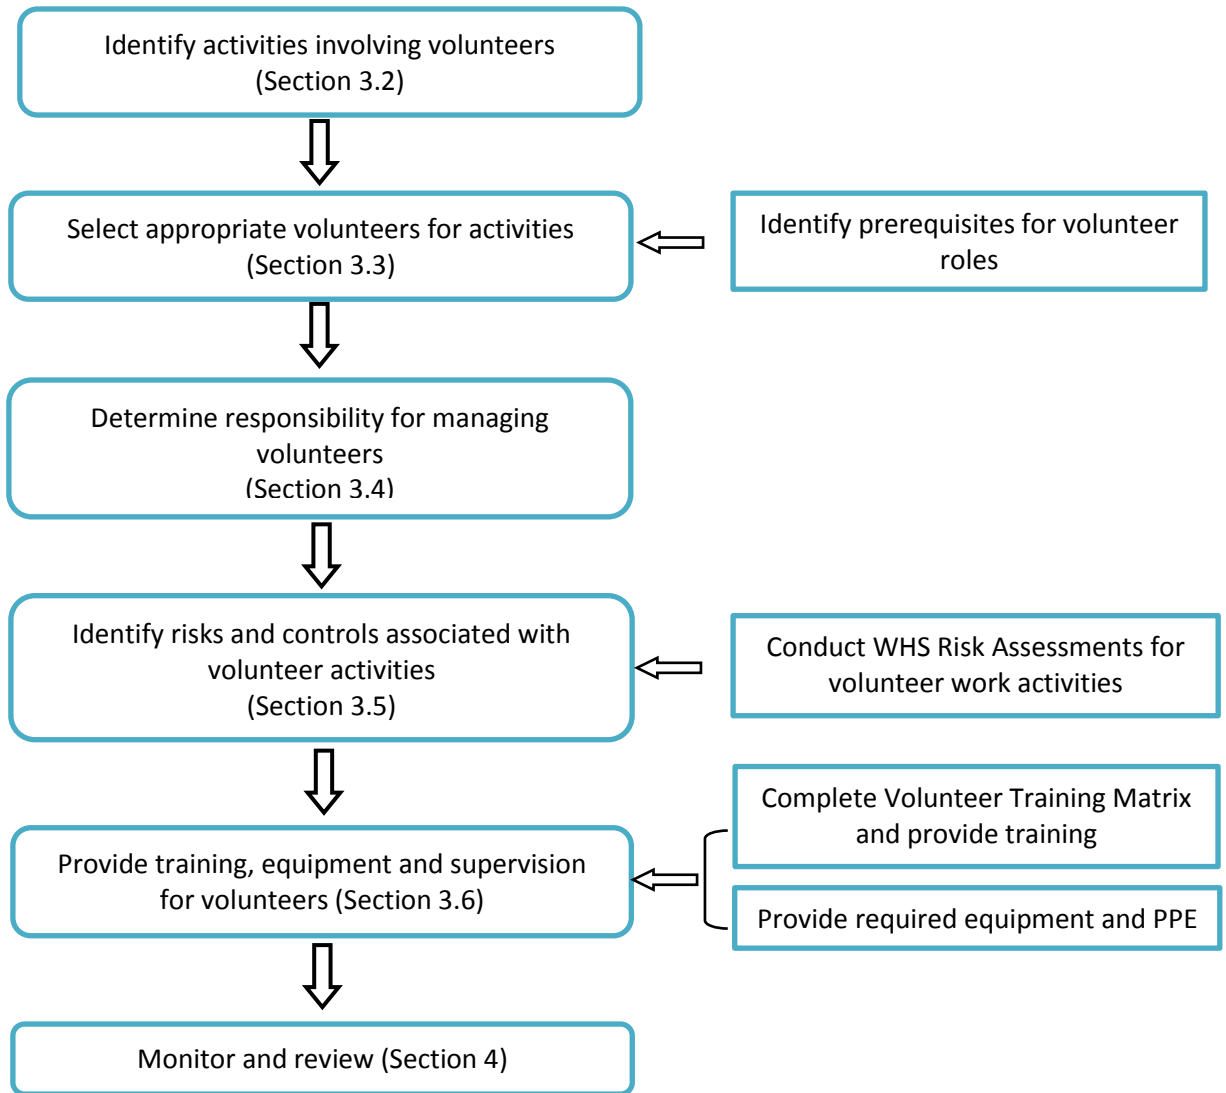 Identify activities involving volunteers
(Section 3.2)
Select appropriate volunteers for activities
(Section 3.3)
Identify prerequisites for volunteer
roles
Determine responsibility for managing
volunteers
(Section 3.4)
Identify risks and controls associated with
volunteer activities
(Section 3.5)
Conduct WHS Risk Assessments for
volunteer work activities
Complete Volunteer Training Matrix
and provide training
Provide training, equipment and supervision
for volunteers (Section 3.6)
Provide required equipment and PPE
Monitor and review (Section 4)